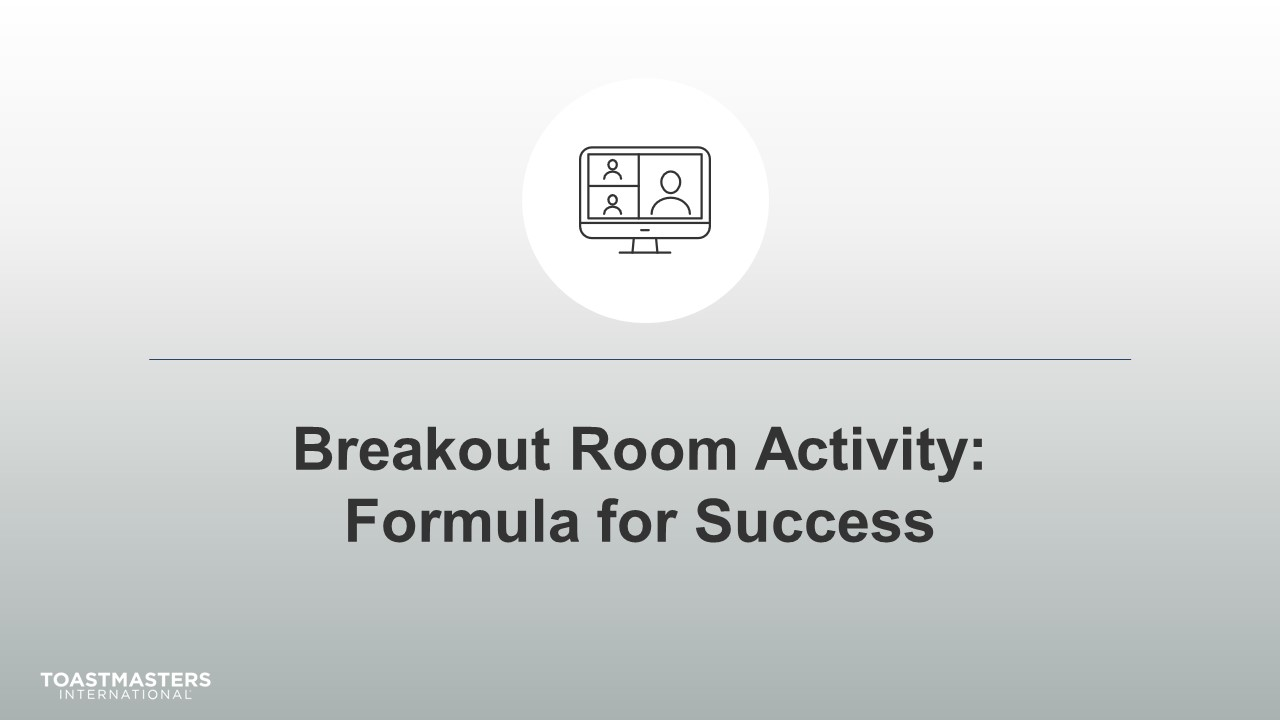 Breakout Room Activity:
Formula for Success
TOASTMASTERS
INTERNATIONAL